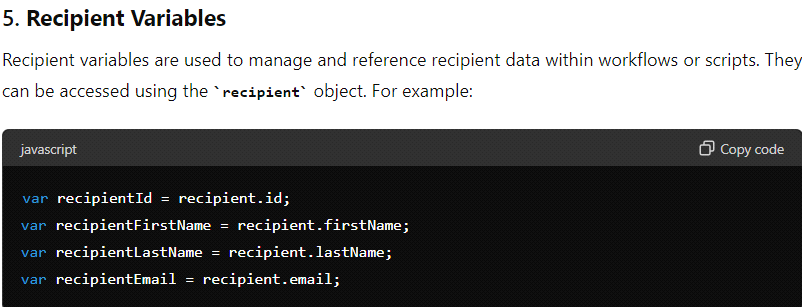 5. Recipient Variables
Recipient variables are used to manage and reference recipient data within workflows or scripts. They
can be accessed using the `recipient` object. For example:
javascript
Copy code
var recipientId = recipient.id;
var recipientFirstName = recipient.firstName;
var recipientLastName = recipient.lastName;
var recipientEmail = recipient.email;